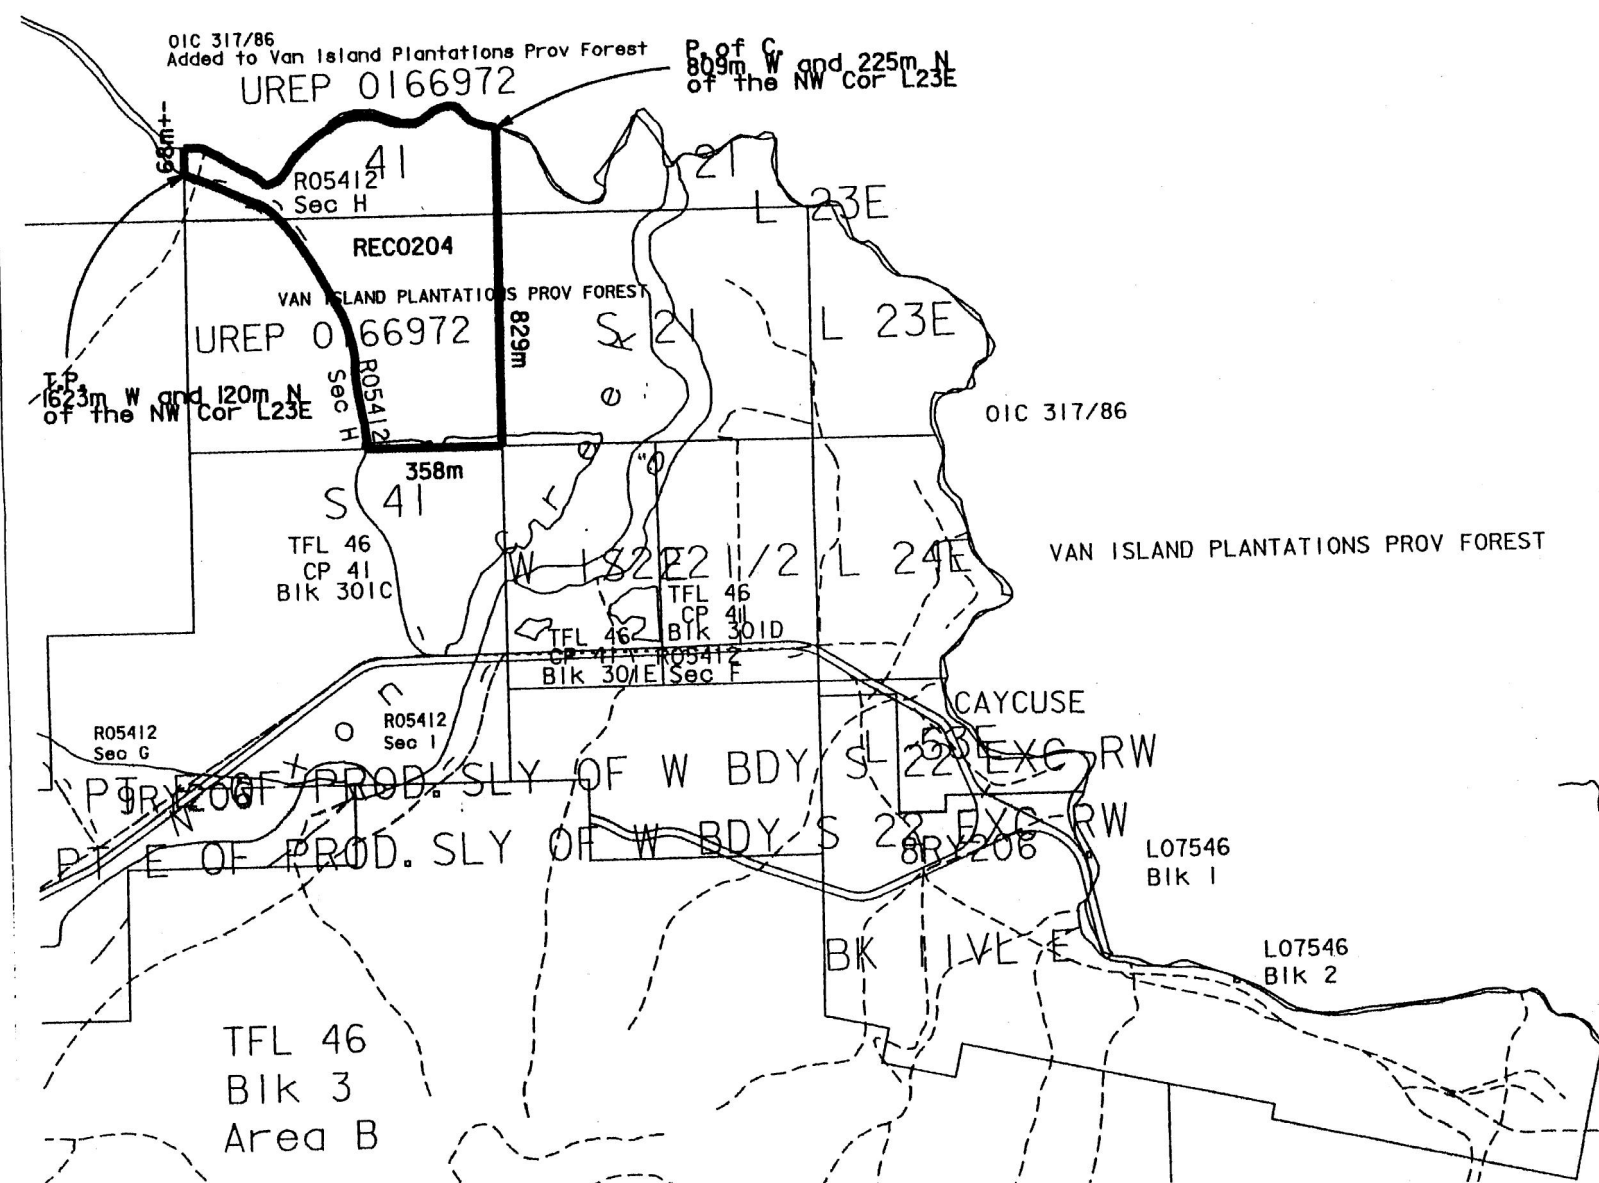 OIC 317/86
Added to Van Island Plantations Prov Forest
UREP 0166972
P. of C.
809m W and 225m N
of the NW Cor L23E
68m+-
41
R05412
Sec H
21
L 23E
REC0204
VAN ISLAND PLANTATIONS PROV FOREST
UREP 0166972
S 21
L 23E
829m
T.P.
1623m W and 120m N
of the NW Cor L23E
R05412
Sec H
OIC 317/86
358m
S 41
TFL 46
CP 41
Blk 301C
W 1/2
L 24E
VAN ISLAND PLANTATIONS PROV FOREST
TFL 46
CP 41
Blk 301D
TFL 46
CP 41
Blk 301E
R05412
Sec F
CAYCUSE
R05412
Sec G
R05412
Sec I
PT E OF PROD. SLY OF W BDY S 22 EXC RW
9RY206
L 53E
PT E OF PROD. SLY OF W BDY S 22 EXC RW
8RY206
L07546
Blk 1
BK 1 LVL E
L07546
Blk 2
TFL 46
Blk 3
Area B